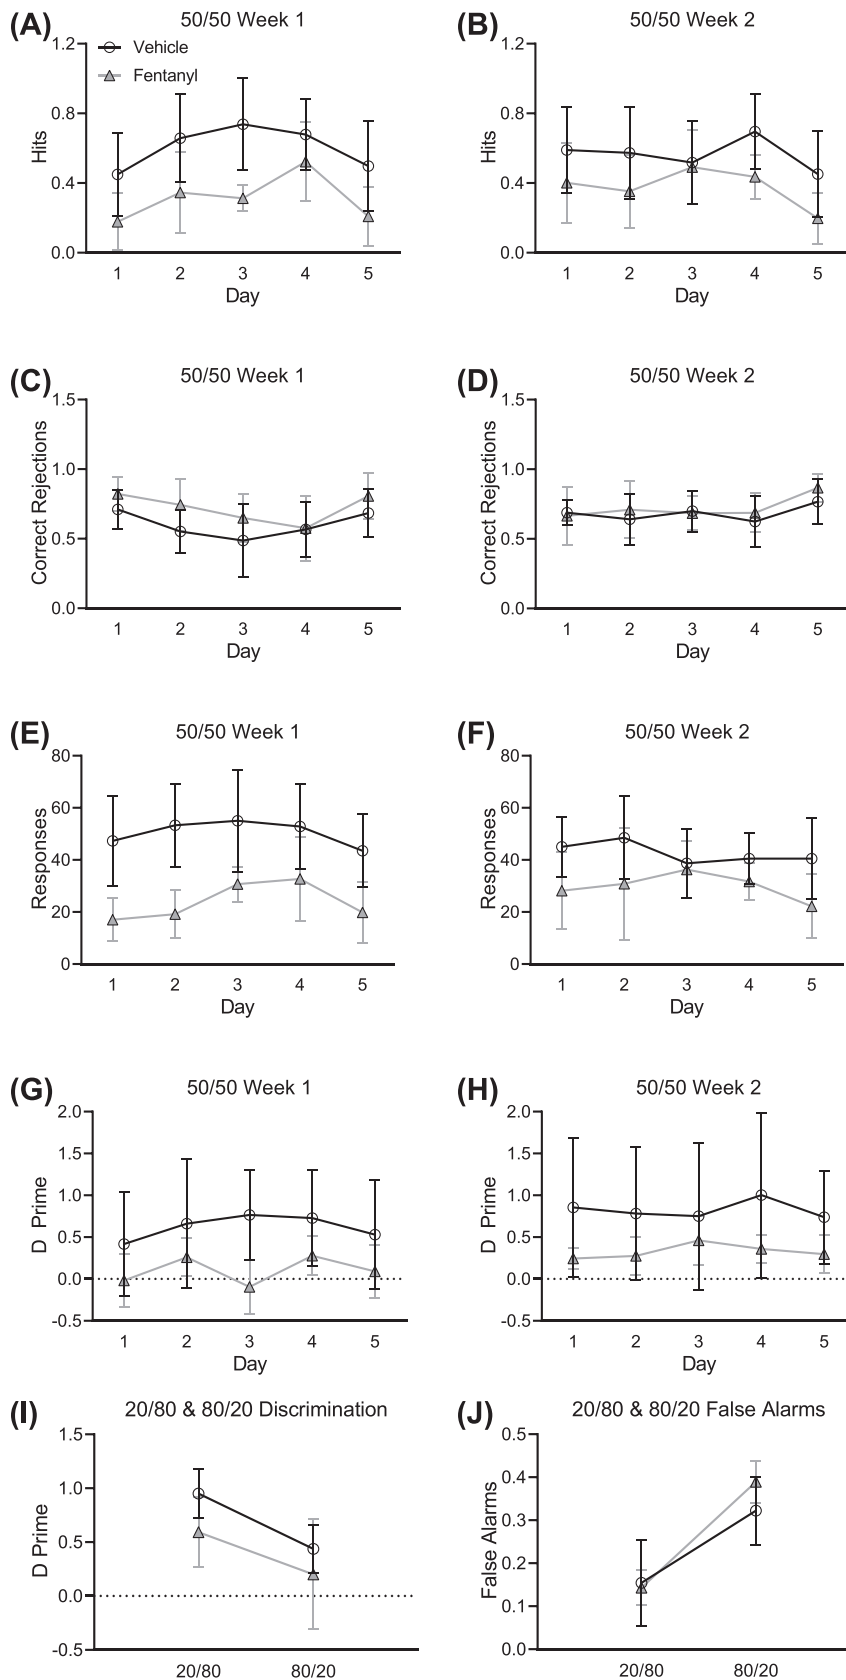 (A) 50/50 Week 1
1.2
Vehicle
Fentanyl
0.8
0.4
0.0
Hits
1 2 3 4 5
Day
(B) 50/50 Week 2
1.2
0.8
0.4
0.0
Hits
1 2 3 4 5
Day
(C) 50/50 Week 1
1.5
1.0
0.5
0.0
Correct Rejections
1 2 3 4 5
Day
(D) 50/50 Week 2
1.5
1.0
0.5
0.0
Correct Rejections
1 2 3 4 5
Day
(E) 50/50 Week 1
80
60
40
20
0
Responses
1 2 3 4 5
Day
(F) 50/50 Week 2
80
60
40
20
0
Responses
1 2 3 4 5
Day
(G) 50/50 Week 1
2.0
1.5
1.0
0.5
0.0
-0.5
D Prime
1 2 3 4 5
Day
(H) 50/50 Week 2
2.0
1.5
1.0
0.5
0.0
-0.5
D Prime
1 2 3 4 5
Day
(I) 20/80 & 80/20 Discrimination
1.5
1.0
0.5
0.0
-0.5
D Prime
20/80 80/20
(J) 20/80 & 80/20 False Alarms
0.5
0.4
0.3
0.2
0.1
0.0
False Alarms
20/80 80/20